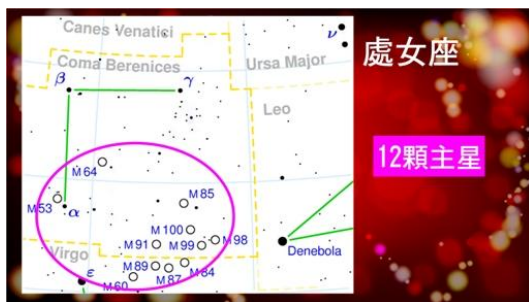 Canes Venatici
Coma Berenices
Ursa Major
ν
β
γ
Leo
M 64
M 53
α
M 85
M 100
M 91
M 99
M 98
Virgo
Denebola
M 89
M 84
ε
M 60
M 87
處女座
12顆主星